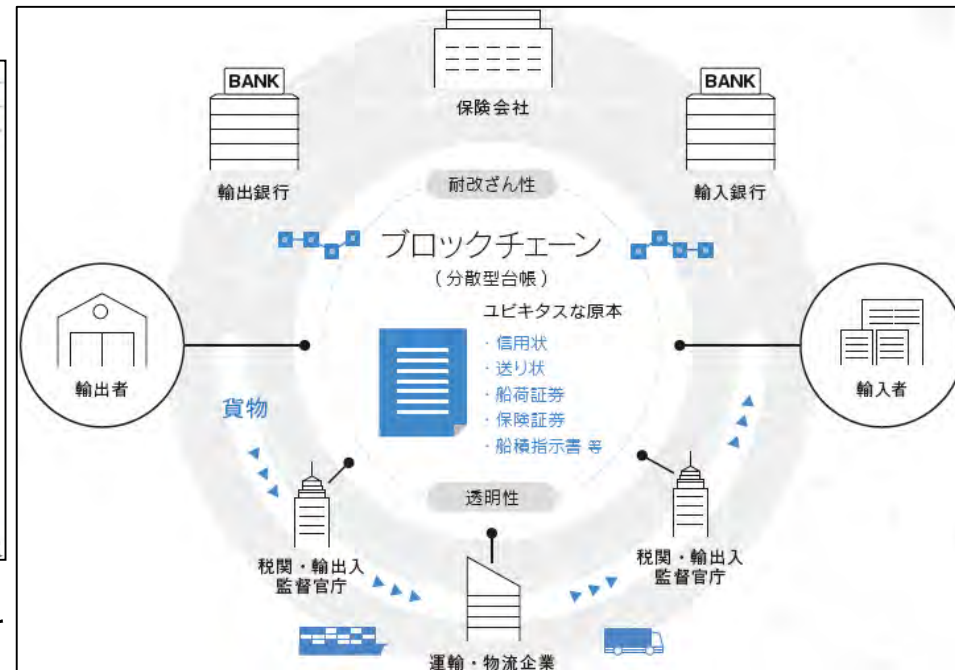 BANK
保険会社
BANK
輸出銀行
輸入銀行
耐改ざん性
ブロックチェーン
(分散型台帳)
ユビキタスな原本
・信用状
・送り状
・船荷証券
・保険証券
・船積指示書 等
輸出者
輸入者
貨物
透明性
税関・輸出入
監督官庁
税関・輸出入
監督官庁
運輸・物流企業